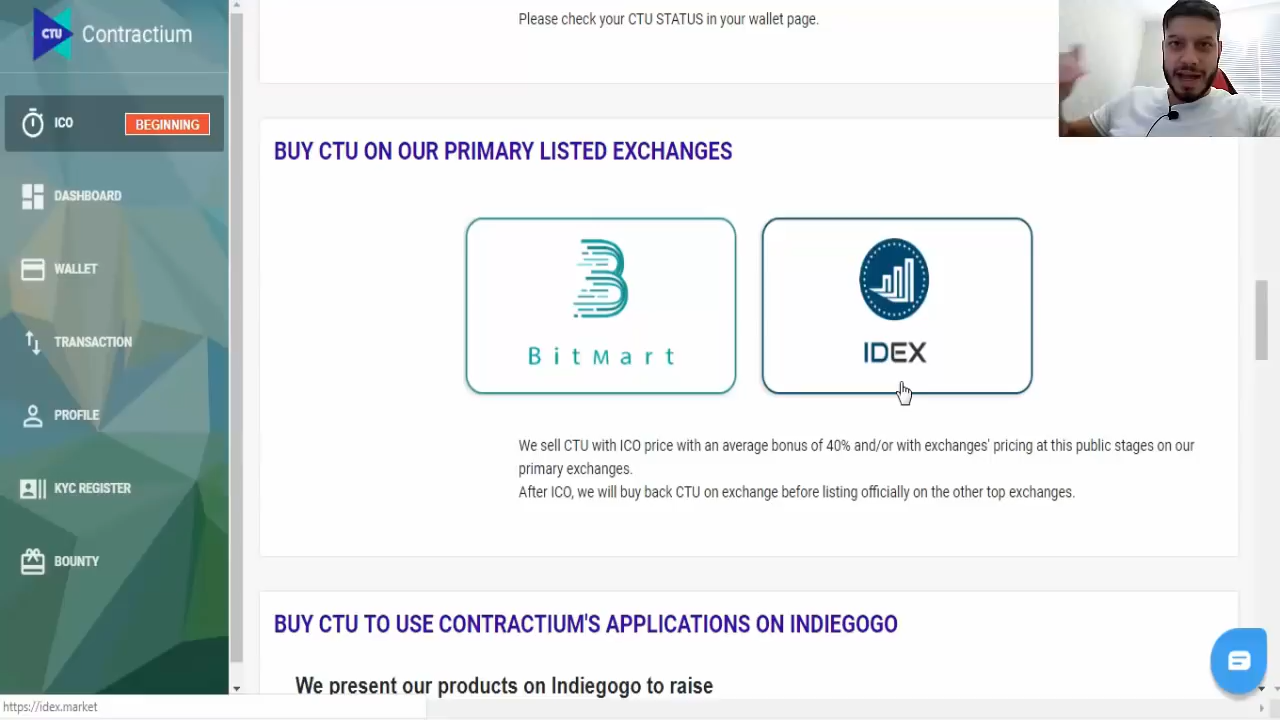 CTU
Contractium
ICO
BEGINNING
DASHBOARD
WALLET
TRANSACTION
PROFILE
KYC REGISTER
BOUNTY
https://idex.market
Please check your CTU STATUS in your wallet page.
BUY CTU ON OUR PRIMARY LISTED EXCHANGES
BitMart
IDEX
We sell CTU with ICO price with an average bonus of 40% and/or with exchanges' pricing at this public stages on our
primary exchanges.
After ICO, we will buy back CTU on exchange before listing officially on the other top exchanges.
BUY CTU TO USE CONTRACTIUM'S APPLICATIONS ON INDIEGOGO
We present our products on Indiegogo to raise